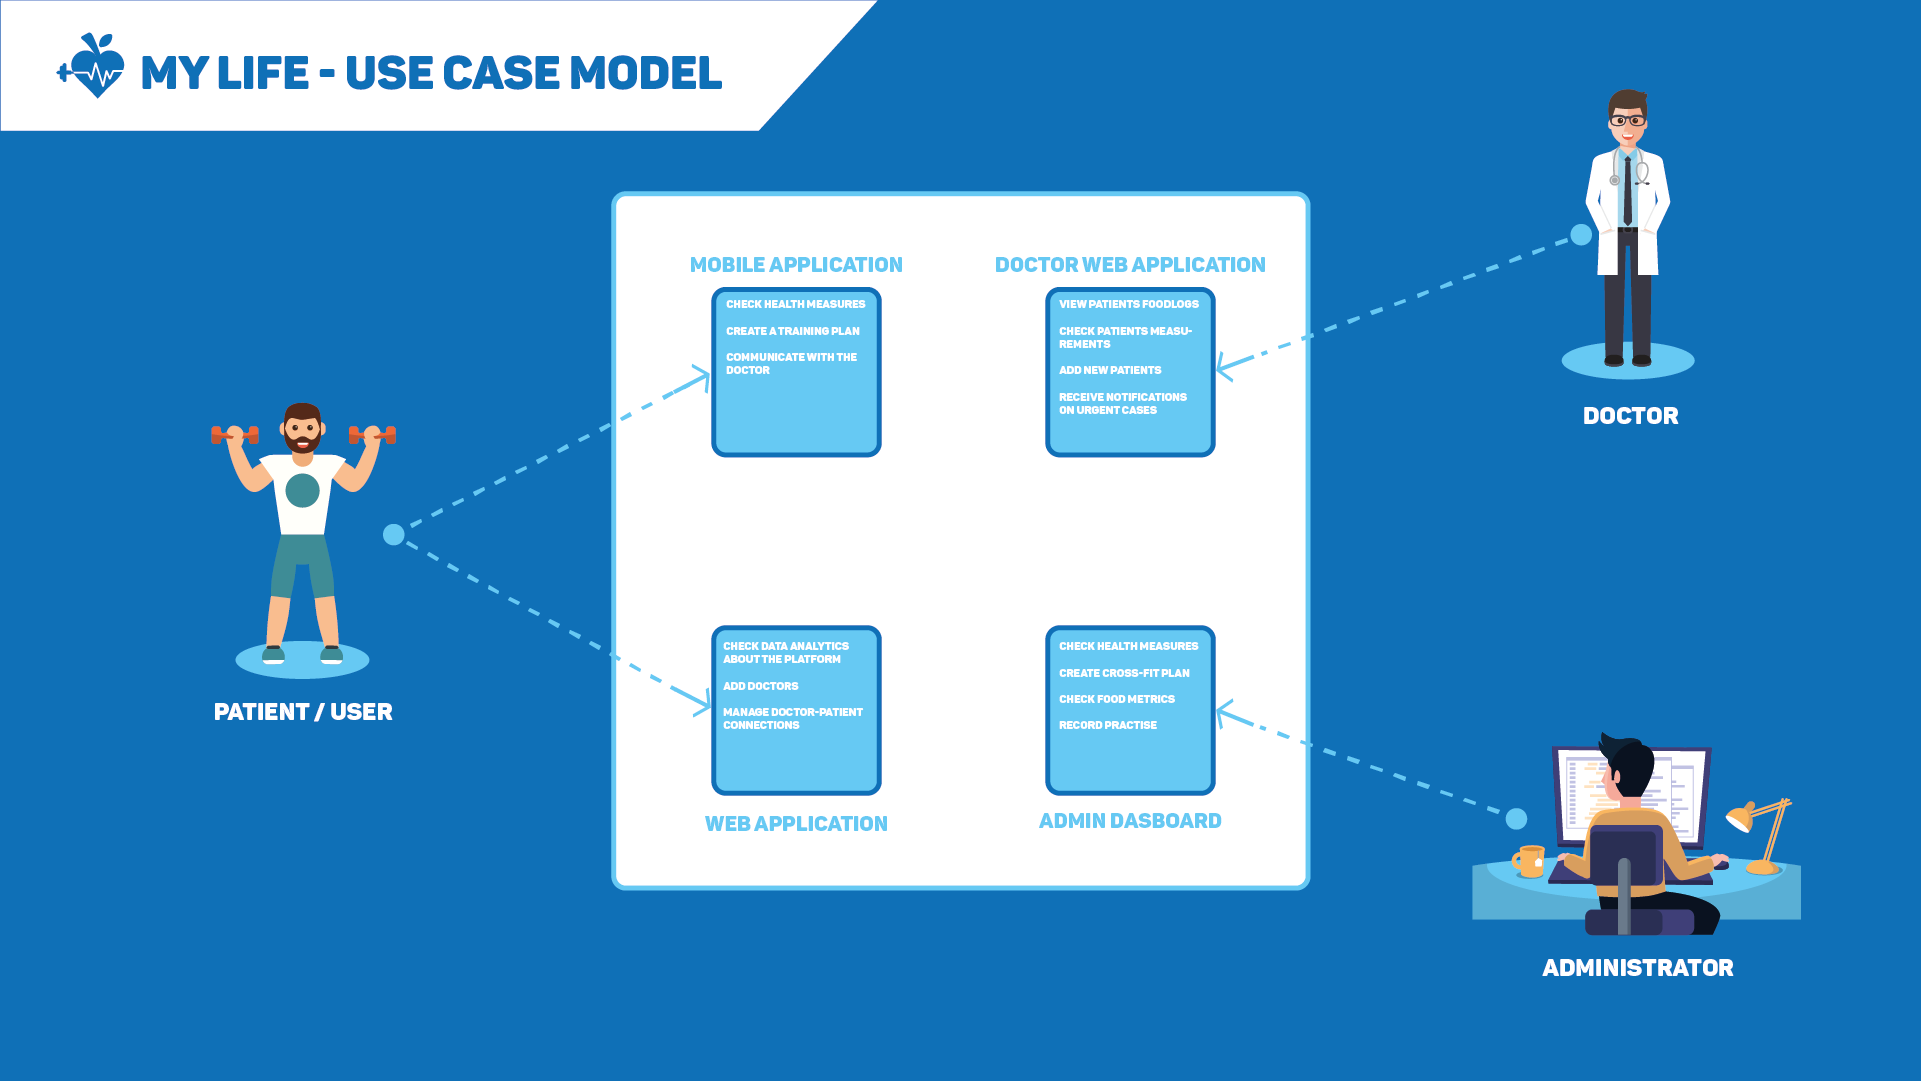 MY LIFE - USE CASE MODEL
MOBILE APPLICATION
CHECK HEALTH MEASURES
CREATE A TRAINING PLAN
COMMUNICATE WITH THE
DOCTOR
DOCTOR WEB APPLICATION
VIEW PATIENTS FOODLOGS
CHECK PATIENTS MEASU-
REMENTS
ADD NEW PATIENTS
RECEIVE NOTIFICATIONS
ON URGENT CASES
DOCTOR
PATIENT / USER
CHECK DATA ANALYTICS
ABOUT THE PLATFORM
ADD DOCTORS
MANAGE DOCTOR-PATIENT
CONNECTIONS
WEB APPLICATION
CHECK HEALTH MEASURES
CREATE CROSS-FIT PLAN
CHECK FOOD METRICS
RECORD PRACTISE
ADMIN DASBOARD
ADMINISTRATOR